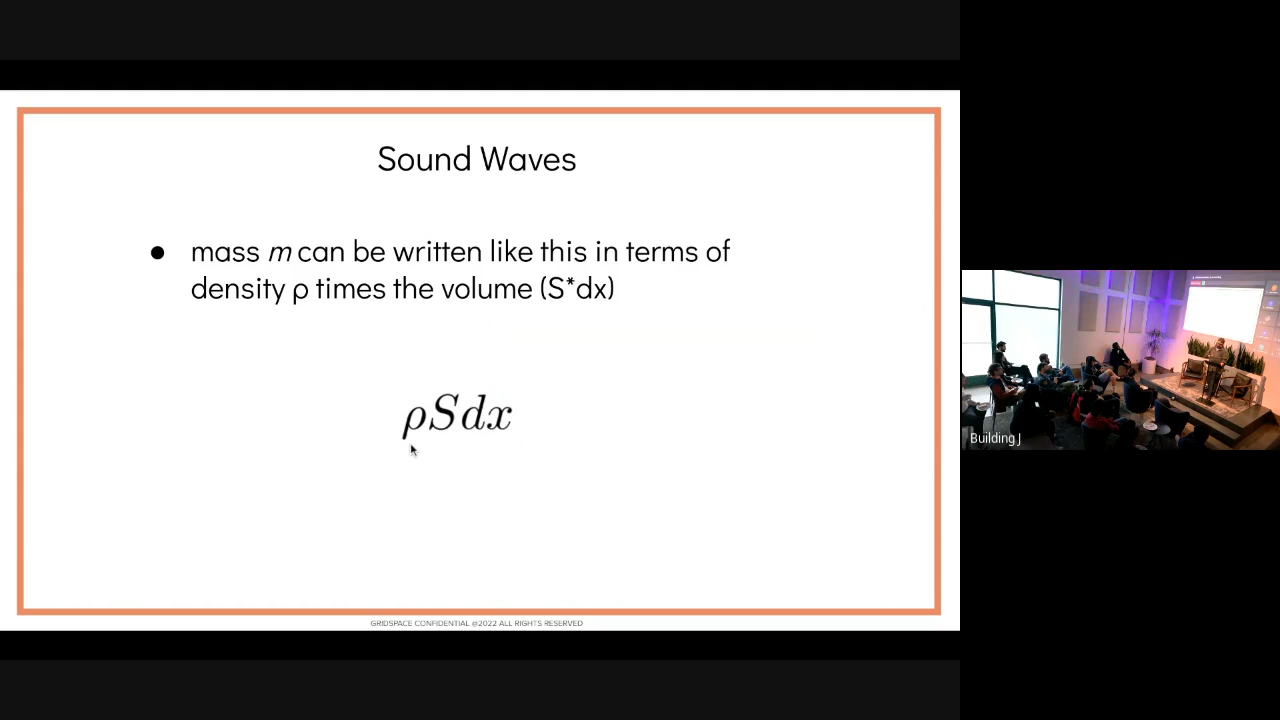 Sound Waves
● mass m can be written like this in terms of
density ρ times the volume (S*dx)
ρSdx
GRIDSPACE CONFIDENTIAL @2022 ALL RIGHTS RESERVED
Building J